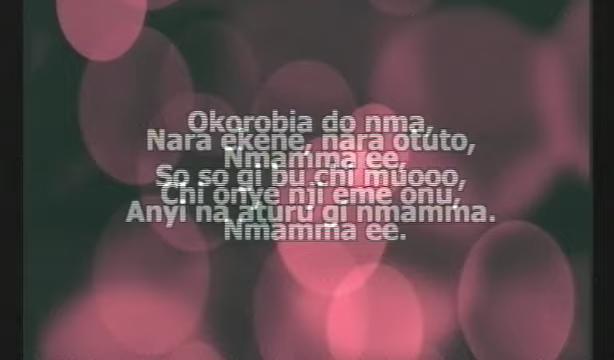 Okorobia do nma,
Nara ekene, nara otuto,
Nmamma ee,
So so gi bu chi muooo,
Chi onye nji eme onu,
Anyi na aturu gi nmamma.
Nmamma ee.